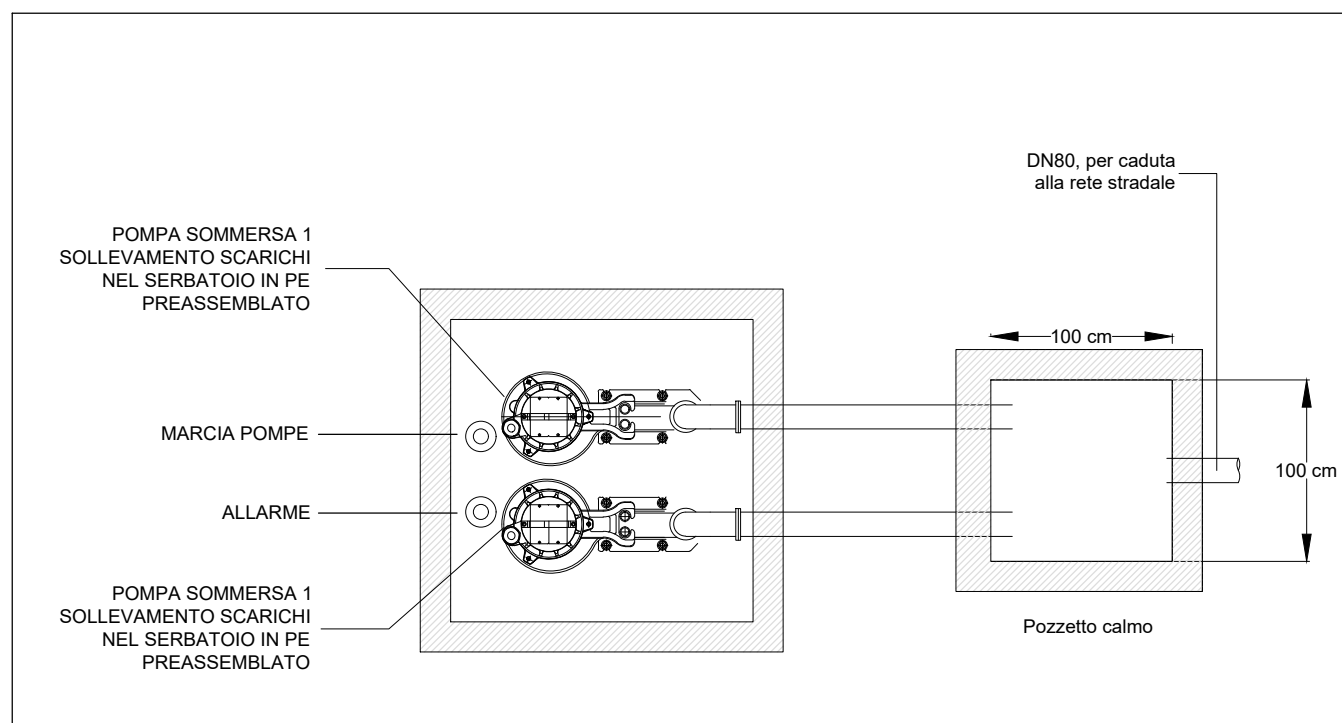 DN80, per caduta
alla rete stradale
POMPA SOMMERSA 1
SOLLEVAMENTO SCARICHI
NEL SERBATOIO IN PE
PREASSEMBLATO
100 cm
MARCIA POMPE
100 cm
ALLARME
POMPA SOMMERSA 1
SOLLEVAMENTO SCARICHI
NEL SERBATOIO IN PE
PREASSEMBLATO
Pozzetto calmo